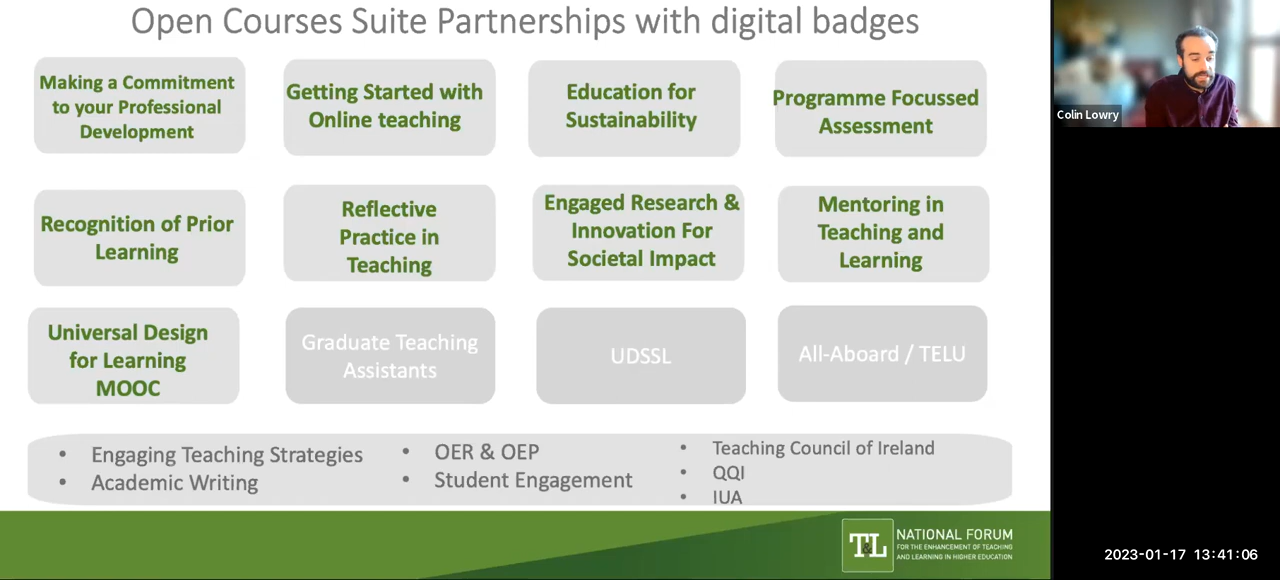 Open Courses Suite Partnerships with digital badges
Making a Commitment
to your Professional
Development
Getting Started with
Online teaching
Education for
Sustainability
Programme Focussed
Assessment
Recognition of Prior
Learning
Reflective
Practice in
Teaching
Engaged Research &
Innovation For
Societal Impact
Mentoring in
Teaching and
Learning
Universal Design
for Learning
MOOC
Graduate Teaching
Assistants
UDSSL
All-Aboard / TELU
• Engaging Teaching Strategies
• Academic Writing
• OER & OEP
• Student Engagement
• Teaching Council of Ireland
• QQI
• IUA
T&L
NATIONAL FORUM
FOR THE ENHANCEMENT OF TEACHING
AND LEARNING IN HIGHER EDUCATION
Colin Lowry
2023-01-17 13:41:06